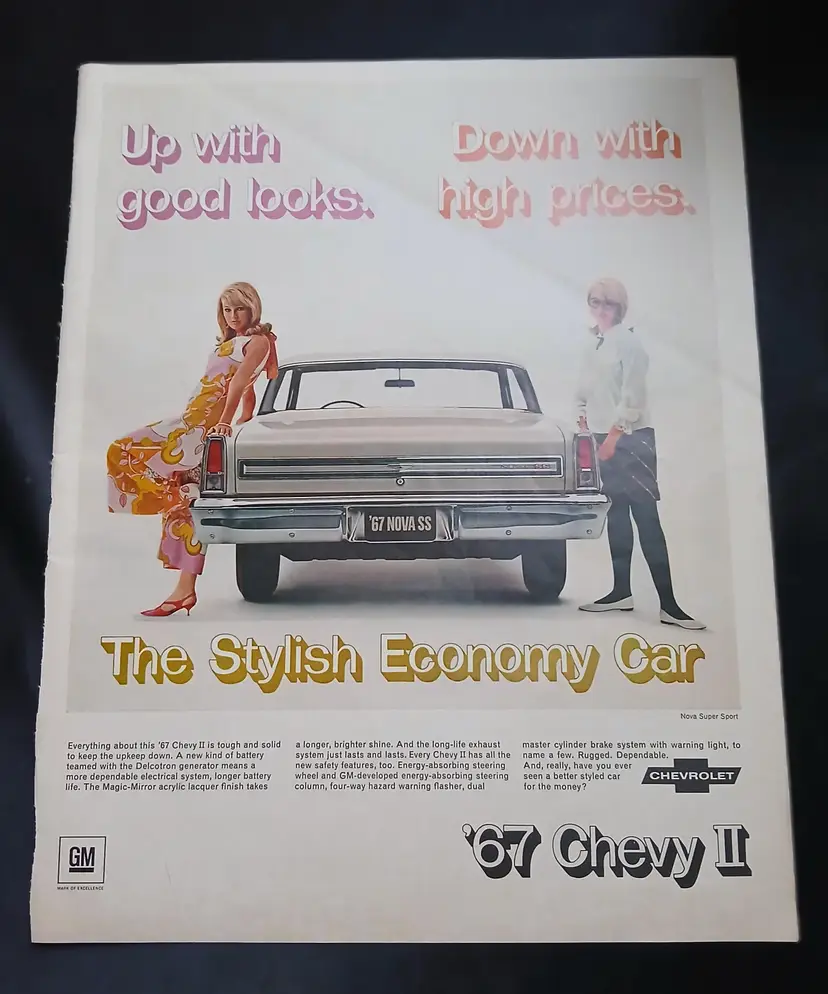 Up with
good looks.
Down with
high prices.
SS
'67 NOVA SS
The Stylish Economy Car
Nova Super Sport
Everything about this '67 Chevy II is tough and solid
to keep the upkeep down. A new kind of battery
teamed with the Delcotron generator means a
more dependable electrical system, longer battery
life. The Magic-Mirror acrylic lacquer finish takes
a longer, brighter shine. And the long-life exhaust
system just lasts and lasts. Every Chevy II has all the
new safety features, too. Energy-absorbing steering
wheel and GM-developed energy-absorbing steering
column, four-way hazard warning flasher, dual
master cylinder brake system with warning light, to
name a few. Rugged. Dependable.
And, really, have you ever
seen a better styled car
for the money?
CHEVROLET
'67 Chevy II
GM
MARK OF EXCELLENCE